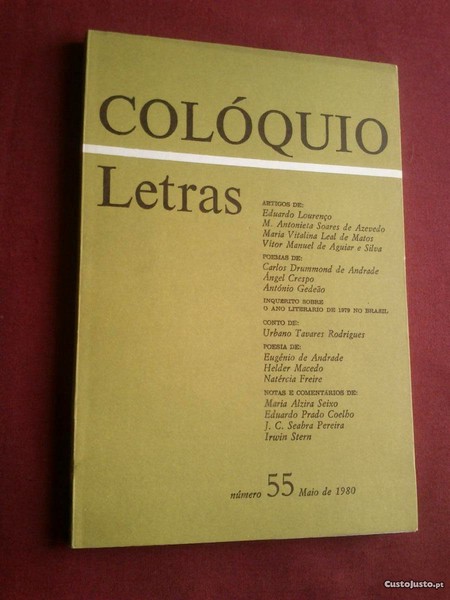 COLÓQUIO
Letras
ARTIGOS DE:
Eduardo Lourenço
M. Antonieta Soares de Azevedo
Maria Vitalina Leal de Matos
Vítor Manuel de Aguiar e Silva
POEMAS DE:
Carlos Drummond de Andrade
Ángel Crespo
António Gedeão
INQUÉRITO SOBRE
O ANO LITERÁRIO DE 1979 NO BRASIL
CONTO DE:
Urbano Tavares Rodrigues
POESIA DE:
Eugénio de Andrade
Helder Macedo
Natércia Freire
NOTAS E COMENTÁRIOS DE:
Maria Alzira Seixo
Eduardo Prado Coelho
J. C. Seabra Pereira
Irwin Stern
número 55 Maio de 1980
CustoJusto.pt